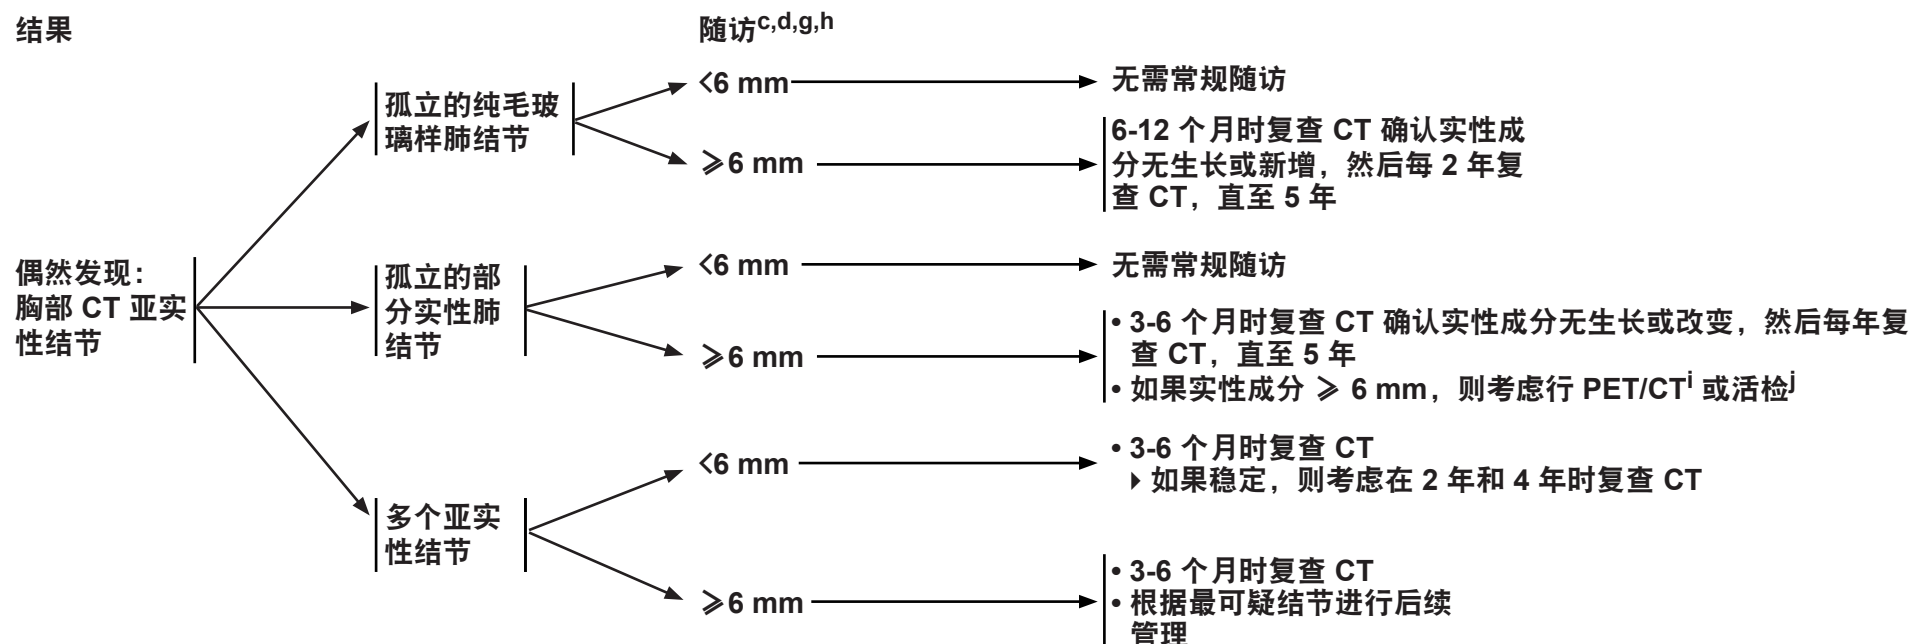 结果
随访c,d,g,h
偶然发现：
胸部 CT 亚实
性结节
孤立的纯毛玻
璃样肺结节
<6 mm
无需常规随访
≥6 mm
6-12 个月时复查 CT 确认实性成
分无生长或新增，然后每 2 年复
查 CT，直至 5 年
孤立的部
分实性肺
结节
<6 mm
无需常规随访
≥6 mm
• 3-6 个月时复查 CT 确认实性成分无生长或改变，然后每年复
查 CT，直至 5 年
• 如果实性成分 ≥ 6 mm，则考虑行 PET/CTi 或活检j
多个亚实
性结节
<6 mm
• 3-6 个月时复查 CT
▸ 如果稳定，则考虑在 2 年和 4 年时复查 CT
≥6 mm
• 3-6 个月时复查 CT
• 根据最可疑结节进行后续
管理